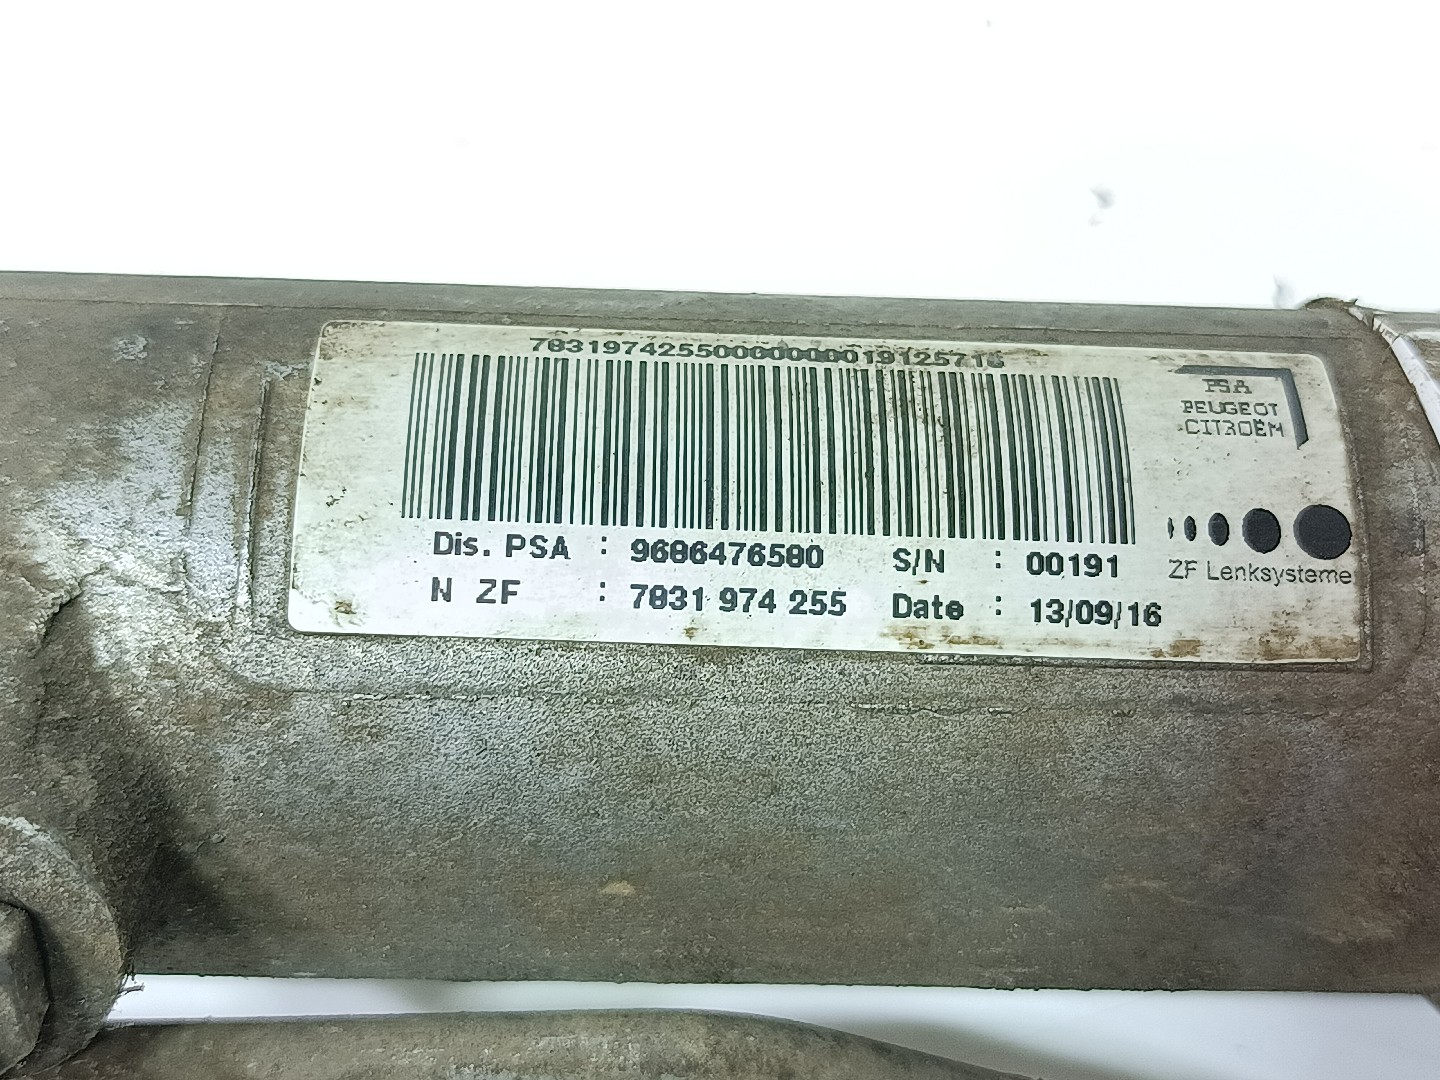 78319742550000000019125716
PSA
PEUGEOT
CITROËN
Dis. PSA : 9686476580 S/N : 00191
N ZF : 7831 974 255 Date : 13/09/16
ZF Lenksysteme